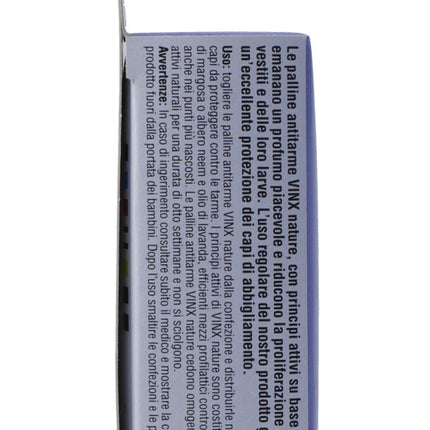 Le palline antitarme VINX nature, con principi attivi su base
emanano un profumo piacevole e riducono la proliferazione
vestiti e delle loro larve. L'uso regolare del nostro prodotto g
un'eccellente protezione dei capi di abbigliamento.
Uso: togliere le palline antitarme VINX nature dalla confezione e distribuirle n
capi da proteggere contro le tarme. I principi attivi di VINX nature sono costit
di margosa o albero neem e olio di lavanda, efficienti mezzi profilattici contro
anche nei punti più nascosti. Le palline antitarme VINX nature cedono omoge
attivi naturali per una durata di otto settimane e non si sciolgono.
Avvertenze: In caso di ingerimento consultare subito il medico e mostrare la c
prodotto fuori dalla portata dei bambini. Dopo l'uso smaltire le confezioni e le p